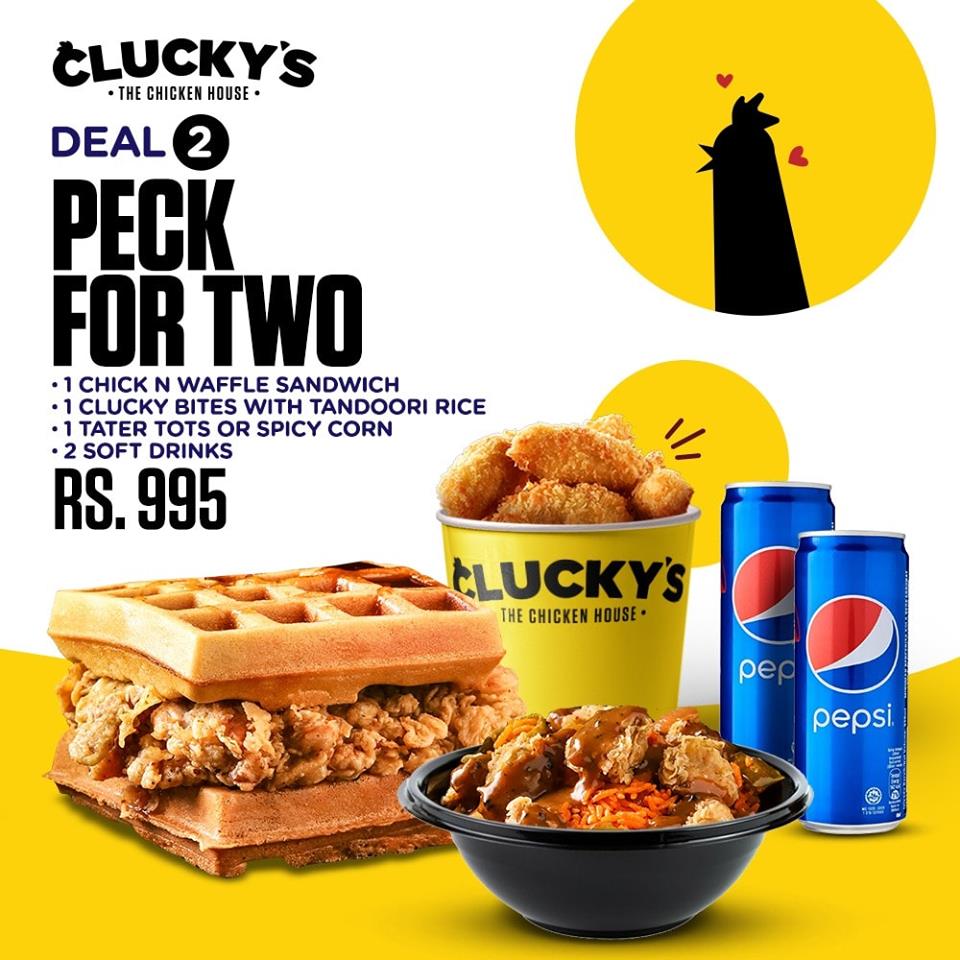 CLUCKY'S
• THE CHICKEN HOUSE •
DEAL 2
PECK
FOR TWO
• 1 CHICK N WAFFLE SANDWICH
• 1 CLUCKY BITES WITH TANDOORI RICE
• 1 TATER TOTS OR SPICY CORN
• 2 SOFT DRINKS
RS. 995
CLUCKY'S
THE CHICKEN HOUSE •
pep
pepsi